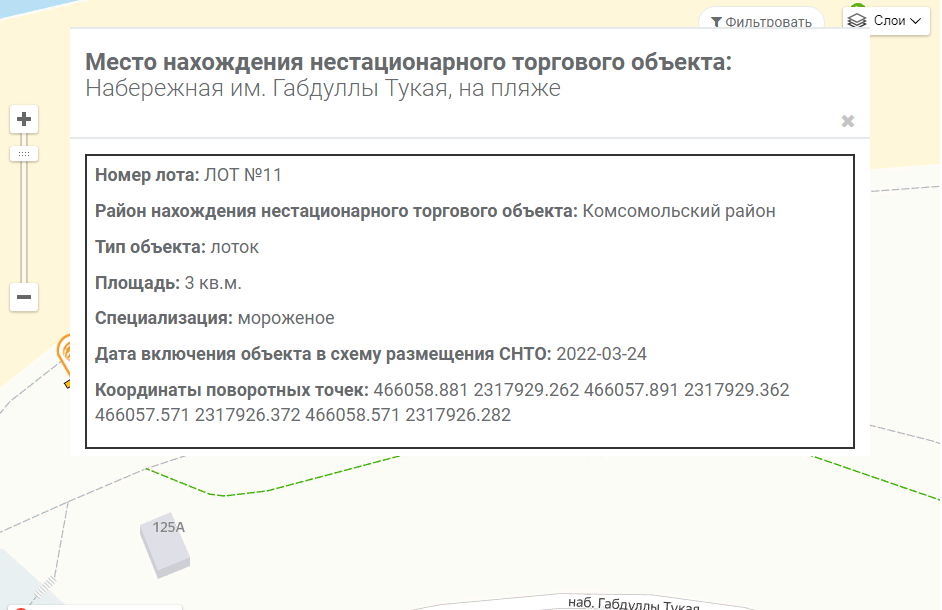 Фильтровать
Слои
Место нахождения нестационарного торгового объекта:
Набережная им. Габдуллы Тукая, на пляже
Номер лота: ЛОТ №11
Район нахождения нестационарного торгового объекта: Комсомольский район
Тип объекта: лоток
Площадь: 3 кв.м.
Специализация: мороженое
Дата включения объекта в схему размещения СНТО: 2022-03-24
Координаты поворотных точек: 466058.881 2317929.262 466057.891 2317929.362
466057.571 2317926.372 466058.571 2317926.282
125А
наб. Габдуллы Тукая